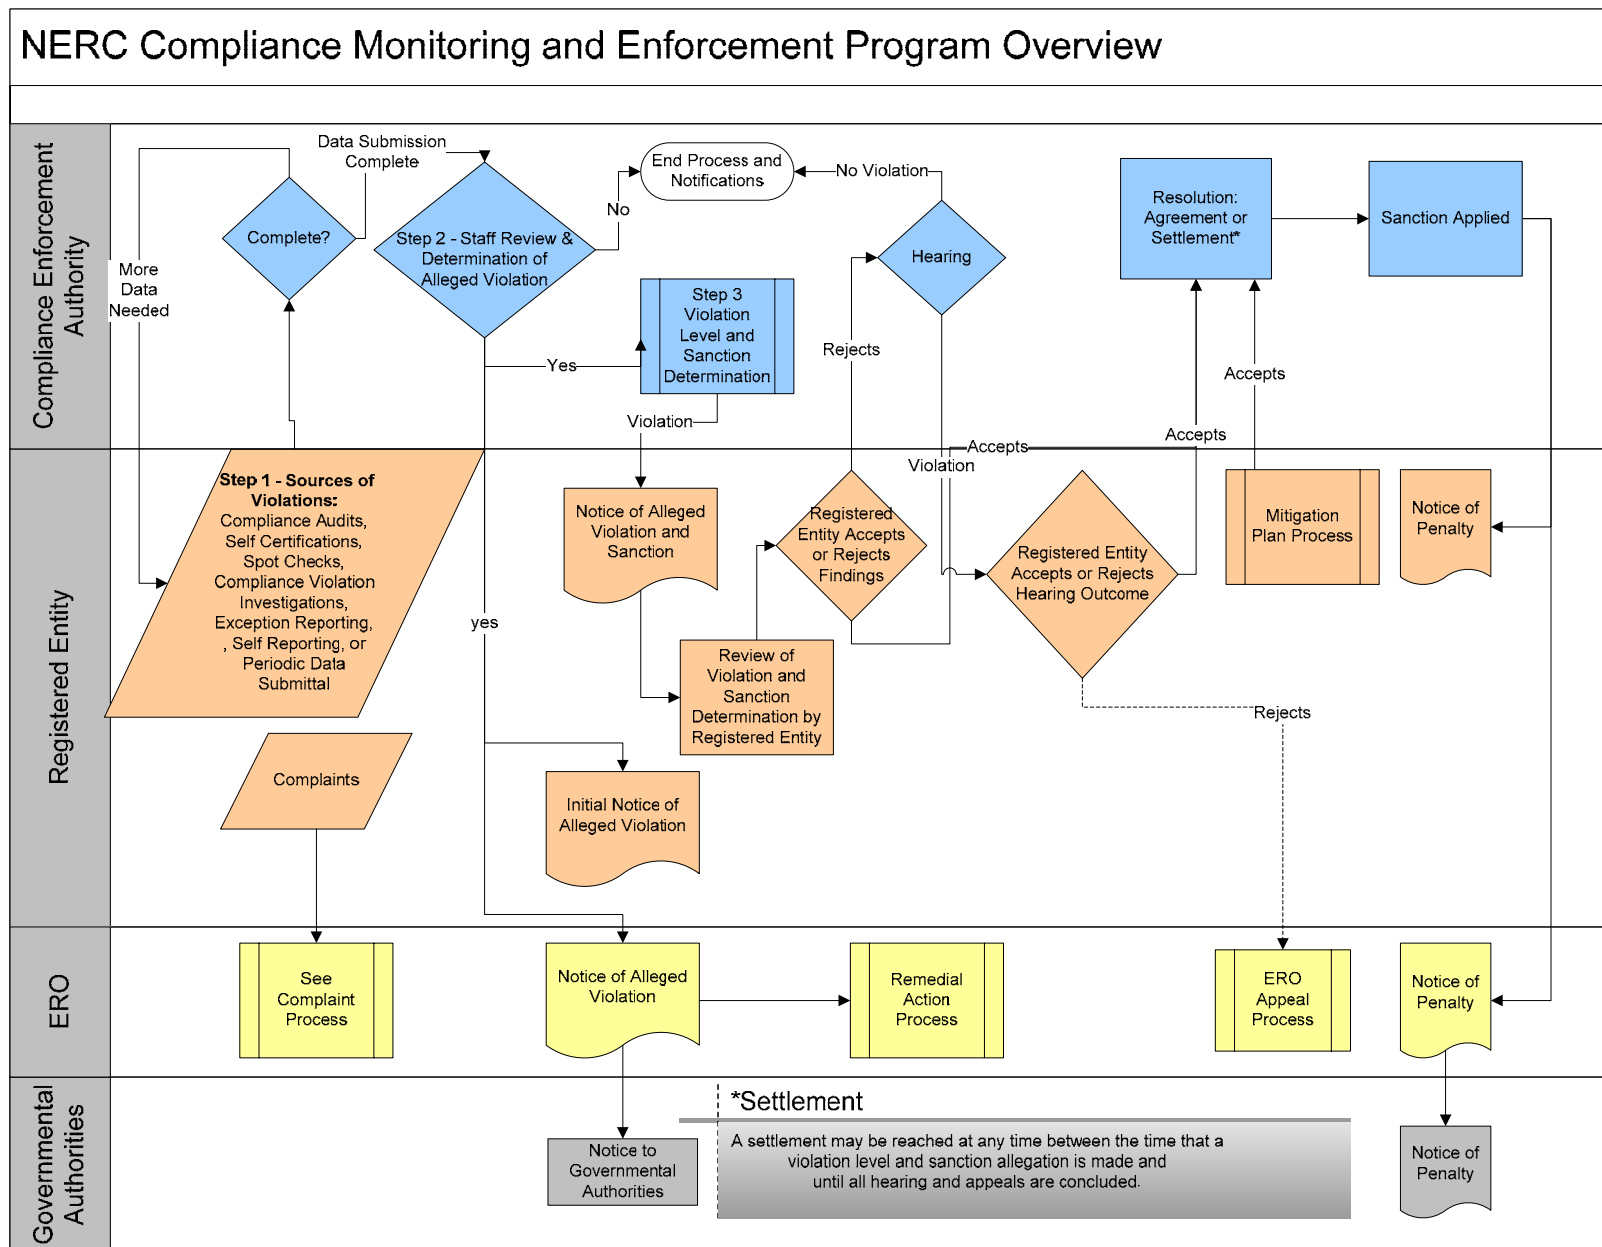 NERC Compliance Monitoring and Enforcement Program Overview
Compliance Enforcement
Authority
Data Submission
Complete
Complete?
More
Data
Needed
Step 2 - Staff Review &
Determination of
Alleged Violation
No
End Process and
Notifications
No Violation
Hearing
Step 3
Violation
Level and
Sanction
Determination
Yes
Violation
Rejects
Resolution:
Agreement or
Settlement*
Sanction Applied
Accepts
Accepts
Accepts
Violation
Registered Entity
Step 1 - Sources of
Violations:
Compliance Audits,
Self Certifications,
Spot Checks,
Compliance Violation
Investigations,
Exception Reporting,
, Self Reporting, or
Periodic Data
Submittal
Complaints
yes
Notice of Alleged
Violation and
Sanction
Review of
Violation and
Sanction
Determination by
Registered Entity
Initial Notice of
Alleged Violation
Registered
Entity Accepts
or Rejects
Findings
Registered Entity
Accepts or Rejects
Hearing Outcome
Rejects
Mitigation
Plan Process
Notice of
Penalty
ERO
See
Complaint
Process
Notice of Alleged
Violation
Remedial
Action
Process
ERO
Appeal
Process
Notice of
Penalty
Governmental
Authorities
Notice to
Governmental
Authorities
*Settlement
A settlement may be reached at any time between the time that a
violation level and sanction allegation is made and
until all hearing and appeals are concluded.
Notice of
Penalty